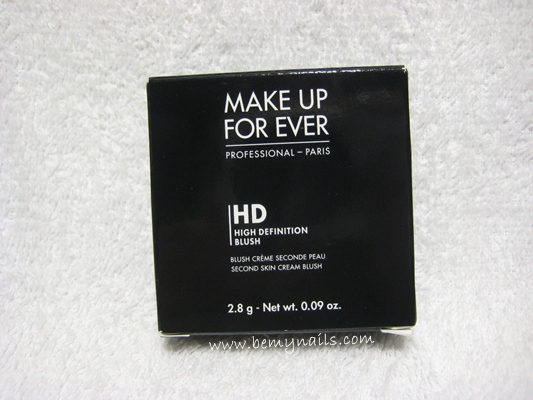 MAKE UP
FOR EVER
PROFESSIONAL – PARIS
HD
HIGH DEFINITION
BLUSH
BLUSH CRÈME SECONDE PEAU
SECOND SKIN CREAM BLUSH
2.8 g - Net wt. 0.09 oz.
www.bemynails.com